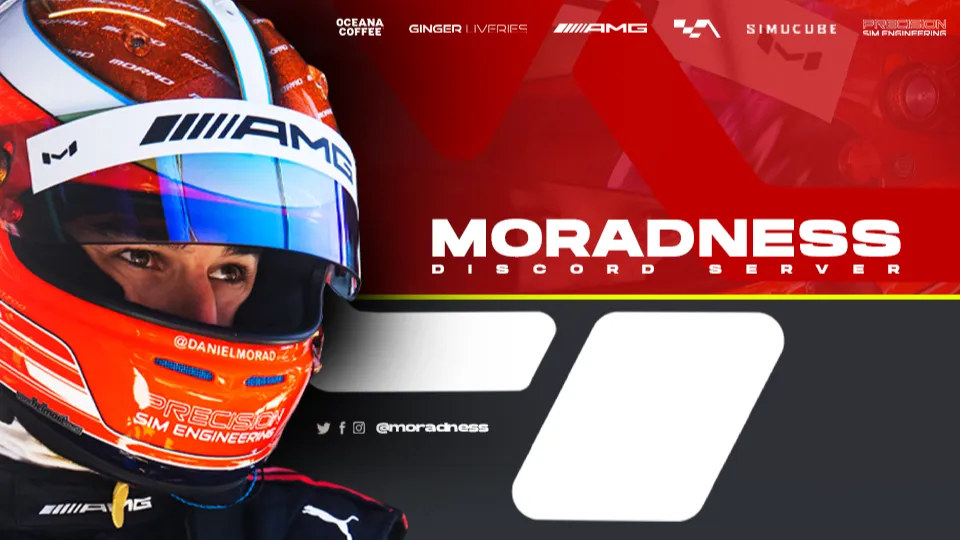 OCEANA
COFFEE
GINGER LIVERIES
AMG
SIMUCUBE
PRECISION
SIM ENGINEERING
MORAD
AMG
MORADNESS
DISCORD SERVER
@DANIELMORAD
PRECISION
SIM ENGINEERING
@moradness
AMG